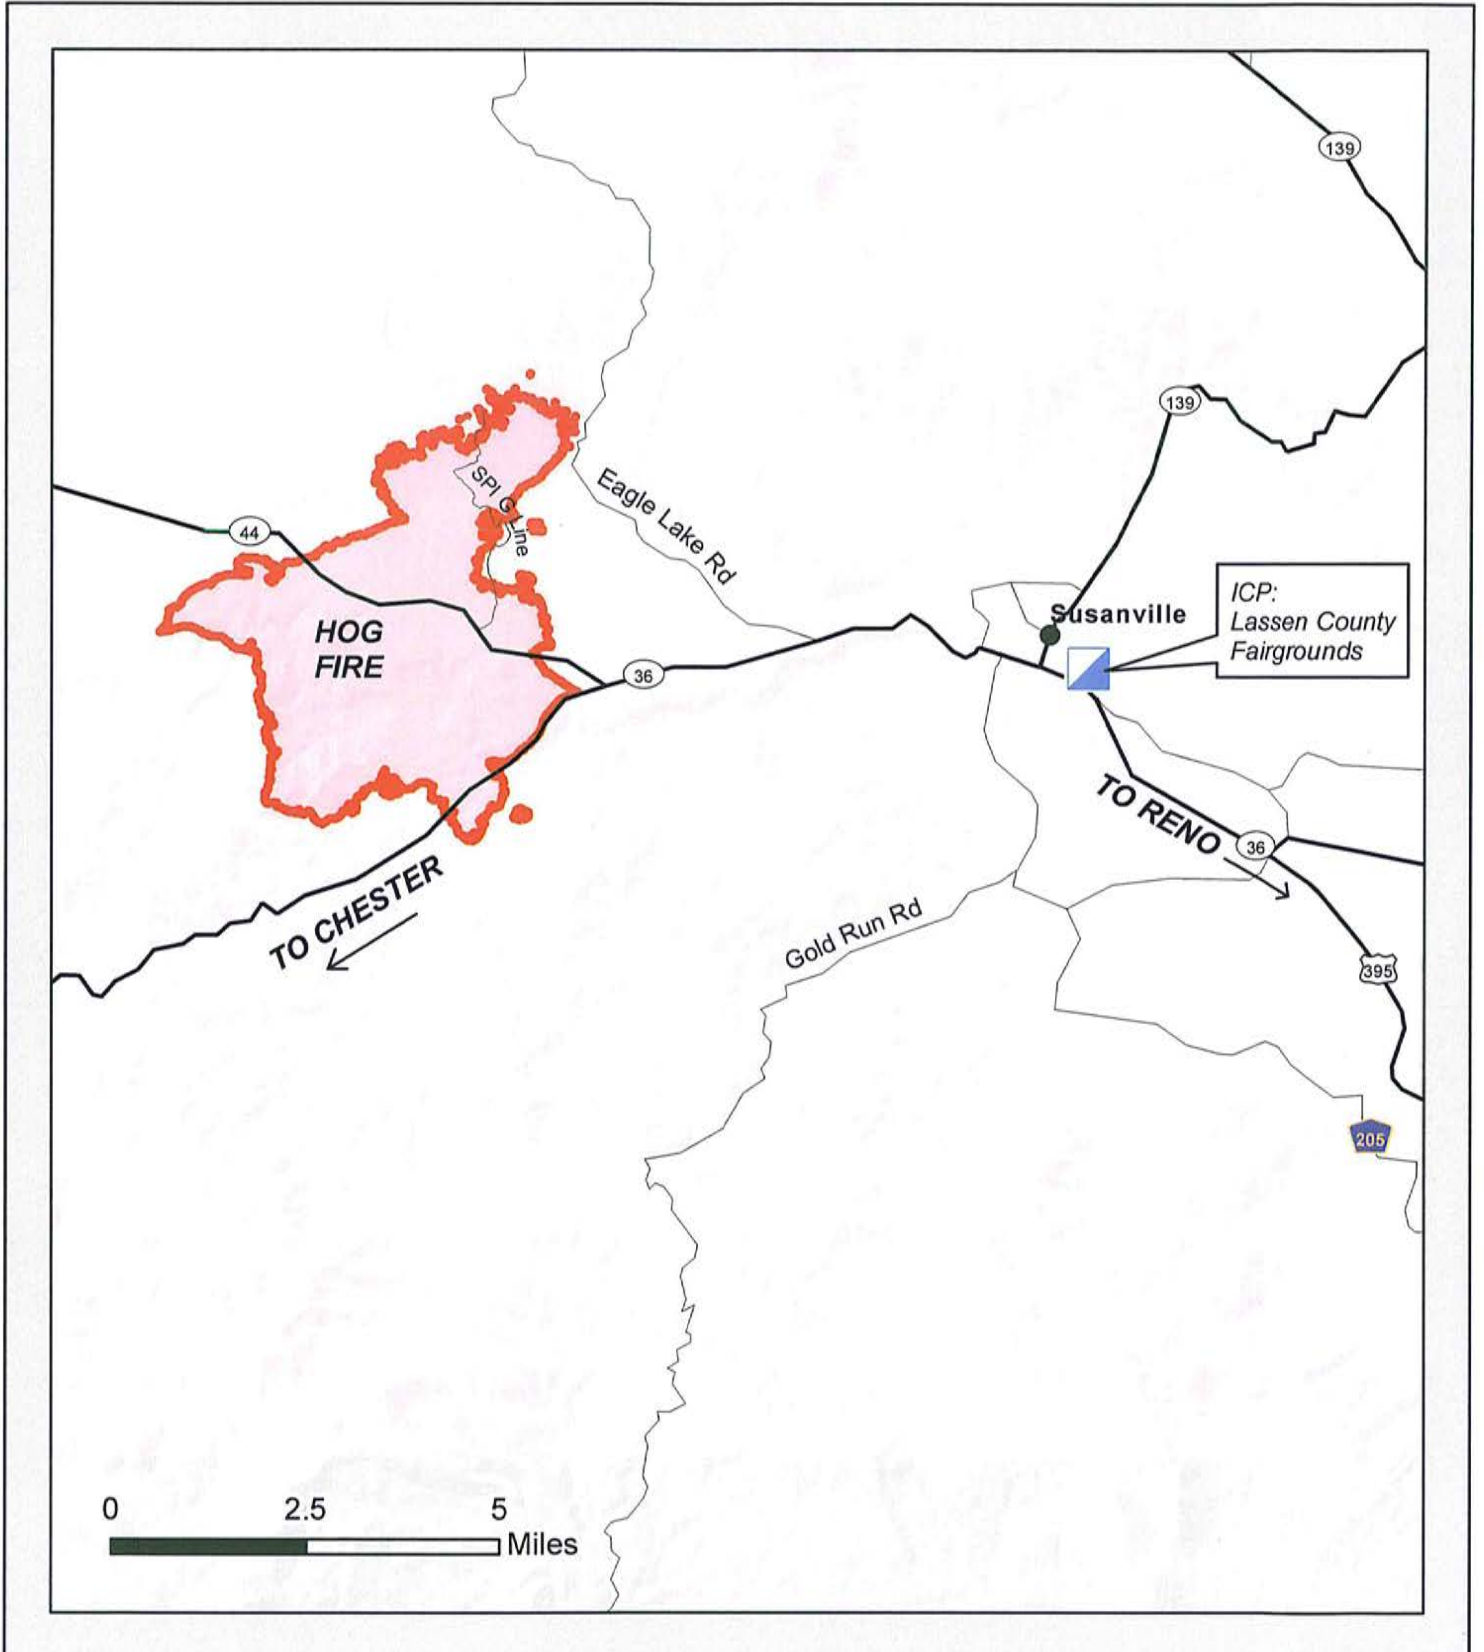 139
139
SPI G Line
Eagle Lake Rd
44
ICP:
Lassen County
Fairgrounds
Susanville
HOG
FIRE
36
TO RENO
36
TO CHESTER
Gold Run Rd
395
205
0 2.5 5
Miles